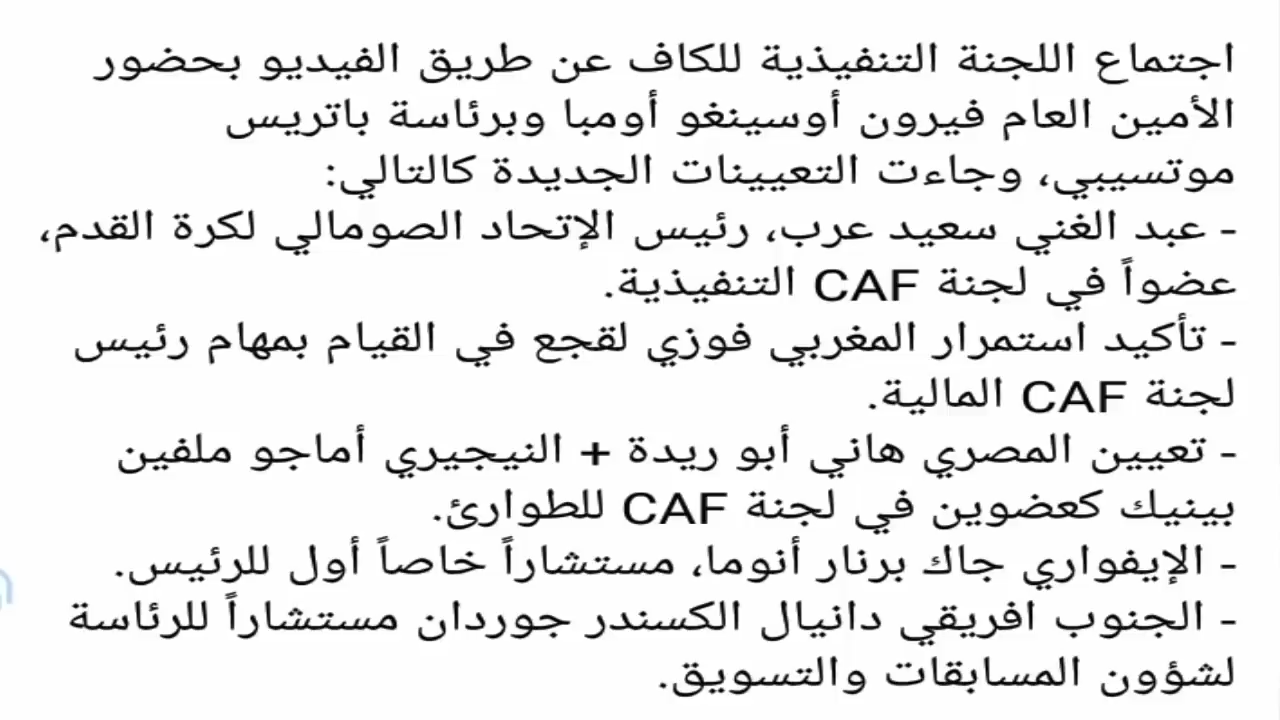 اجتماع اللجنة التنفيذية للكاف عن طريق الفيديو بحضور
الأمين العام فيرون أوسينغو أومبا وبرئاسة باتريس
موتسيبي، وجاءت التعيينات الجديدة كالتالي:
- عبد الغني سعيد عرب، رئيس الإتحاد الصومالي لكرة القدم،
عضواً في لجنة CAF التنفيذية.
- تأكيد استمرار المغربي فوزي لقجع في القيام بمهام رئيس
لجنة CAF المالية.
- تعيين المصري هاني أبو ريدة + النيجيري أماجو ملفين
بينيك كعضوين في لجنة CAF للطوارئ.
- الإيفواري جاك برنار أنوما، مستشاراً خاصاً أول للرئيس.
- الجنوب افريقي دانيال الكسندر جوردان مستشاراً للرئاسة
لشؤون المسابقات والتسويق.